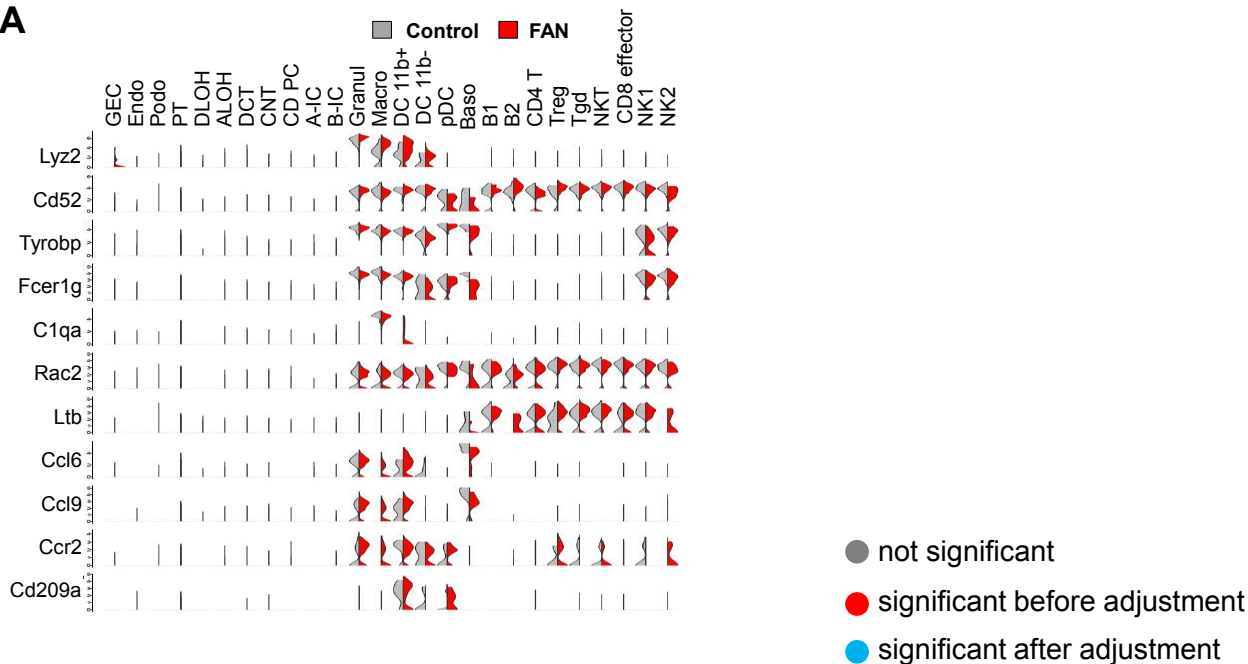 A
Control FAN
GEC Endo Podo PT DLOH ALOH DCT CNT CD PC A-IC B-IC Granul Macro DC 11b+ DC 11b- pDC Baso B1 B2 CD4 T Treg Tgd NKT CD8 effector NK1 NK2
Lyz2
Cd52
Tyrobp
Fcer1g
C1qa
Rac2
Ltb
Ccl6
Ccl9
Ccr2
Cd209a
not significant
significant before adjustment
significant after adjustment